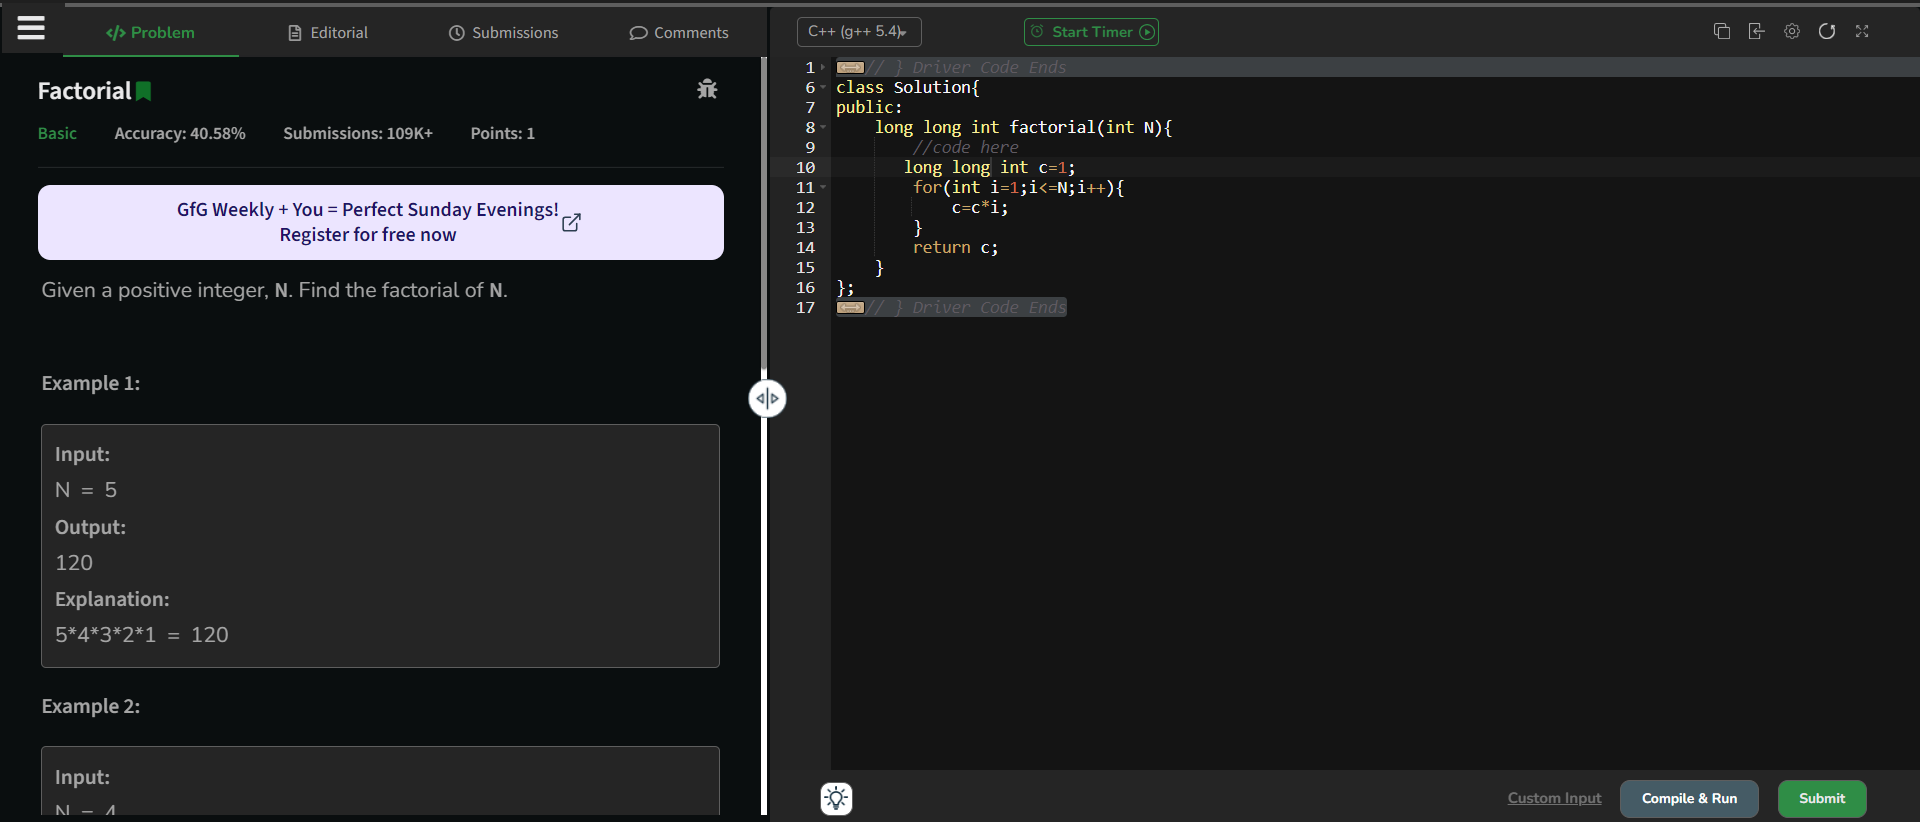 </> Problem
Editorial
Submissions
Comments
Factorial
Basic
Accuracy: 40.58%
Submissions: 109K+
Points: 1
GfG Weekly + You = Perfect Sunday Evenings!
Register for free now
Given a positive integer, N. Find the factorial of N.
Example 1:
Input:
N = 5
Output:
120
Explanation:
5*4*3*2*1 = 120
Example 2:
Input:
N = 4
C++ (g++ 5.4)
Start Timer
1 // } Driver Code Ends
6 class Solution{
7 public:
8     long long int factorial(int N){
9         //code here
10        long long int c=1;
11         for(int i=1;i<=N;i++){
12             c=c*i;
13         }
14         return c;
15     }
16 };
17 // } Driver Code Ends
Custom Input
Compile & Run
Submit